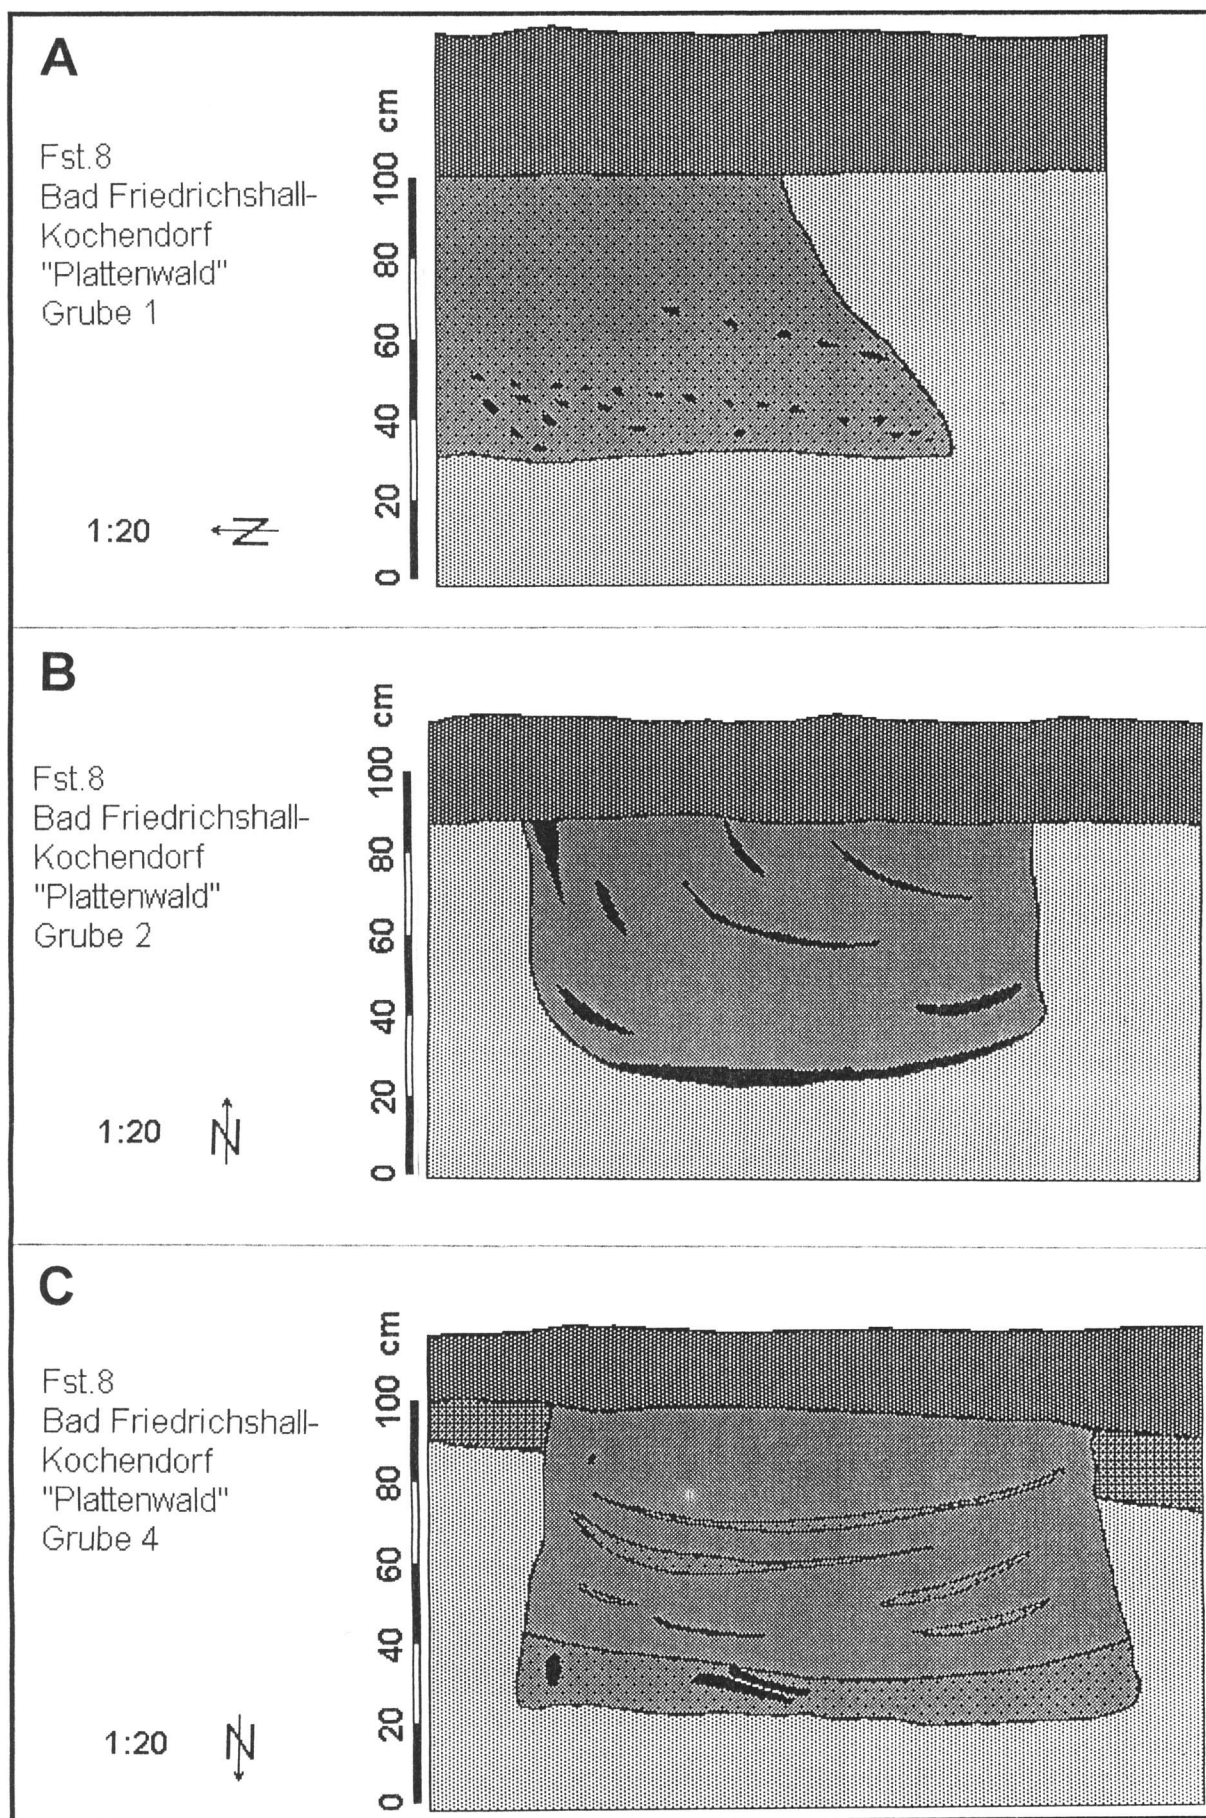 A
Fst.8
Bad Friedrichshall-
Kochendorf
"Plattenwald"
Grube 1
0 20 40 60 80 100 cm
1:20 N
B
Fst.8
Bad Friedrichshall-
Kochendorf
"Plattenwald"
Grube 2
0 20 40 60 80 100 cm
1:20 N
C
Fst.8
Bad Friedrichshall-
Kochendorf
"Plattenwald"
Grube 4
0 20 40 60 80 100 cm
1:20 N